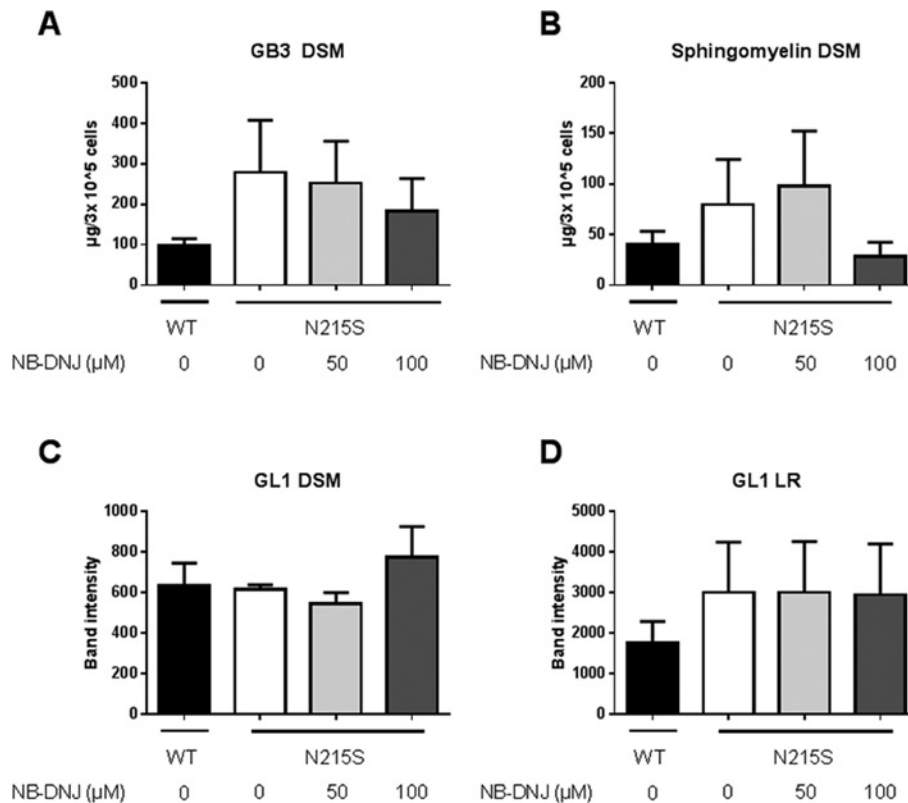 A
GB3 DSM
500
400
300
200
100
0
µg/3x 10^5 cells
WT
N215S
NB-DNJ (µM)
0
0
50
100
B
Sphingomyelin DSM
200
150
100
50
0
µg/3x 10^5 cells
WT
N215S
NB-DNJ (µM)
0
0
50
100
C
GL1 DSM
1000
800
600
400
200
0
Band intensity
WT
N215S
NB-DNJ (µM)
0
0
50
100
D
GL1 LR
5000
4000
3000
2000
1000
0
Band intensity
WT
N215S
NB-DNJ (µM)
0
0
50
100